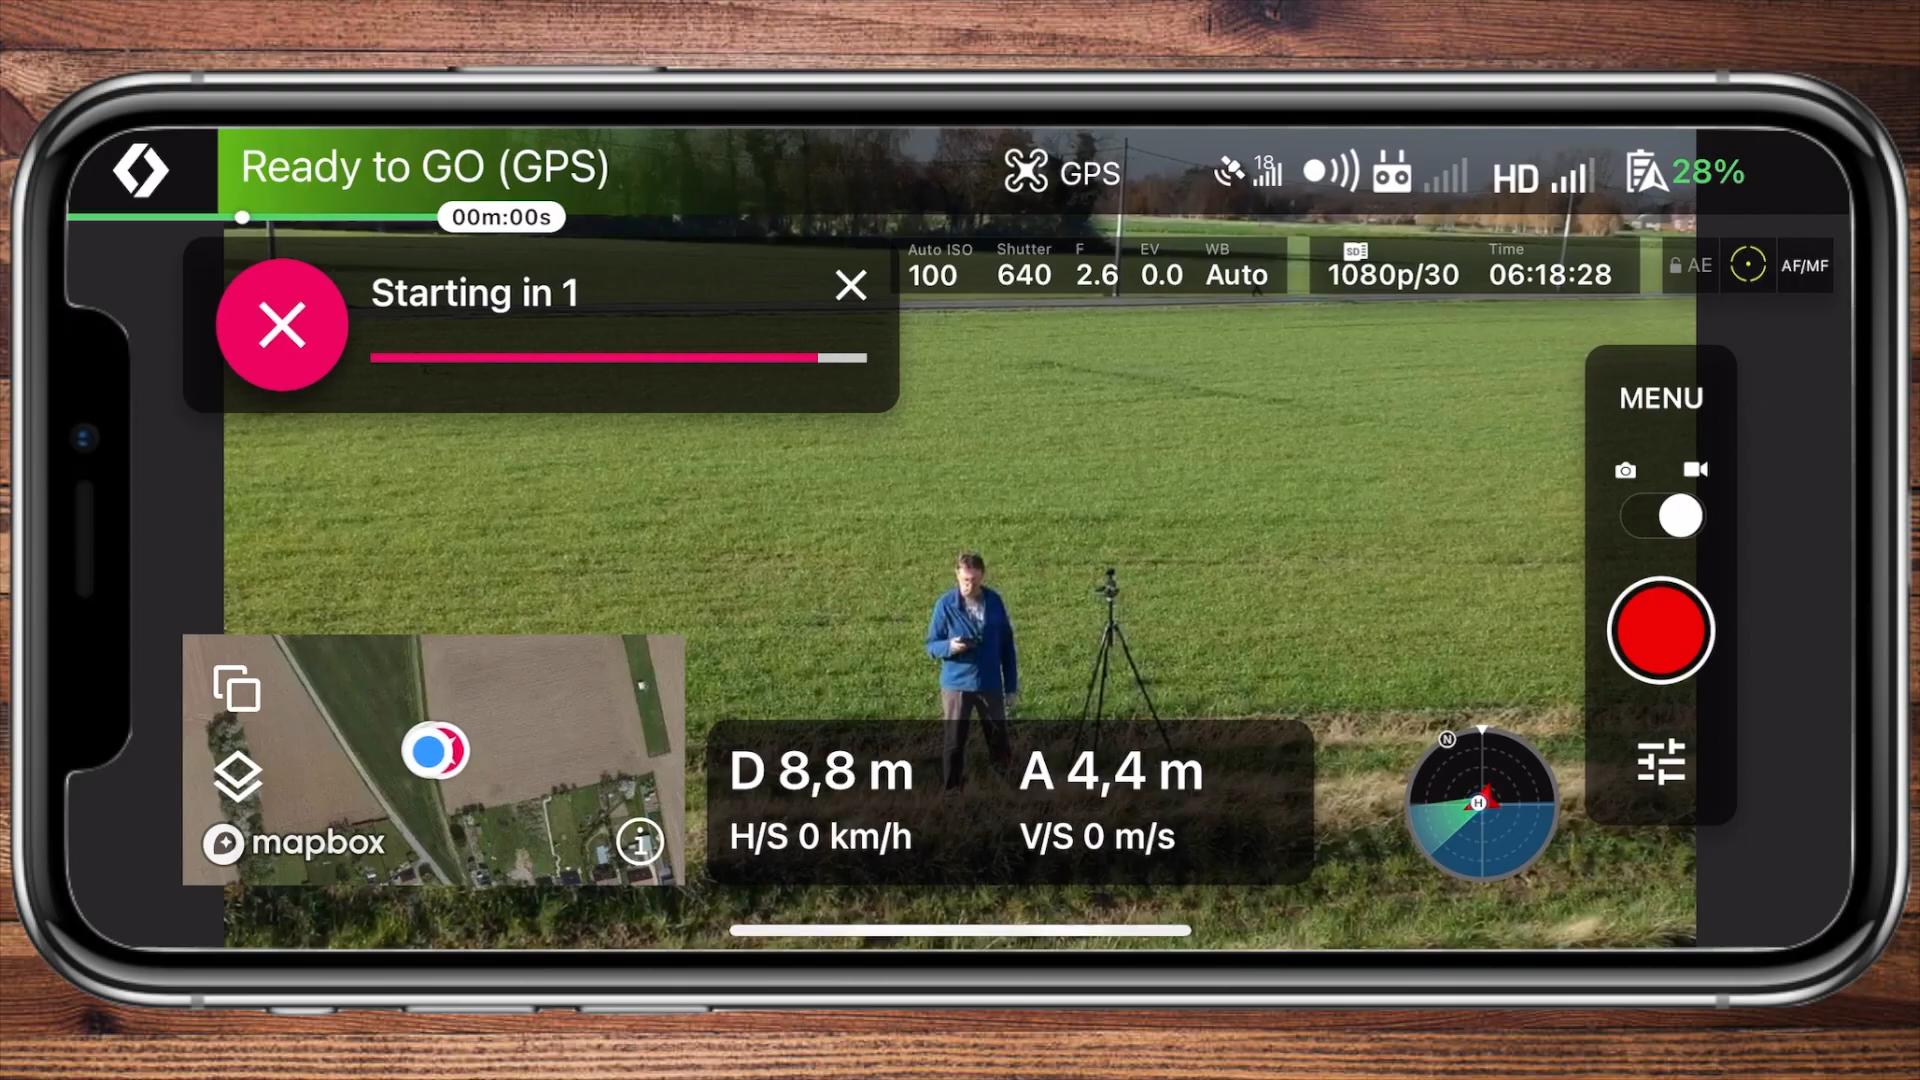 Ready to GO (GPS)
GPS
18
HD
28%
00m:00s
Auto ISO
100
Shutter
640
F
2.6
EV
0.0
WB
Auto
SD
1080p/30
Time
06:18:28
AE
AF/MF
Starting in 1
MENU
mapbox
i
D 8,8 m
A 4,4 m
H/S 0 km/h
V/S 0 m/s
N
H